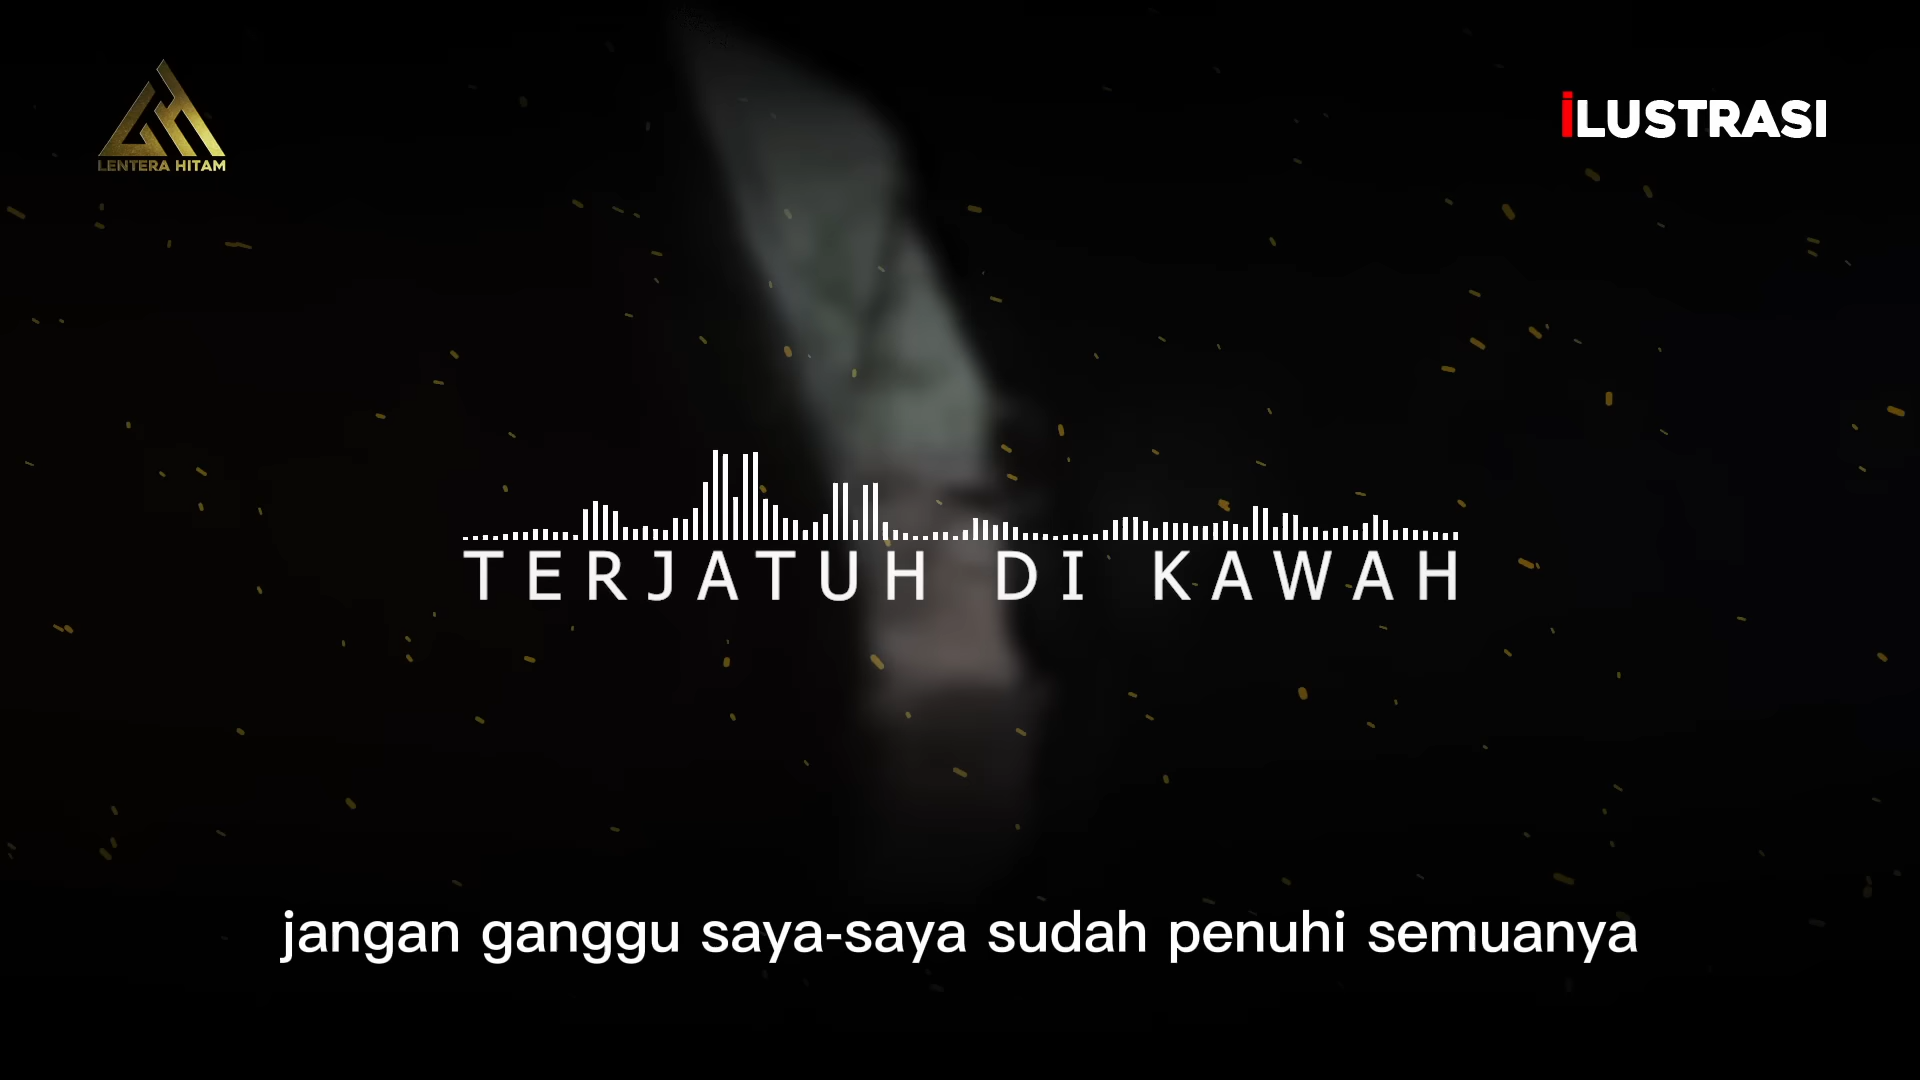 LENTERA HITAM
iLUSTRASI
TERJATUH DI KAWAH
jangan ganggu saya-saya sudah penuhi semuanya